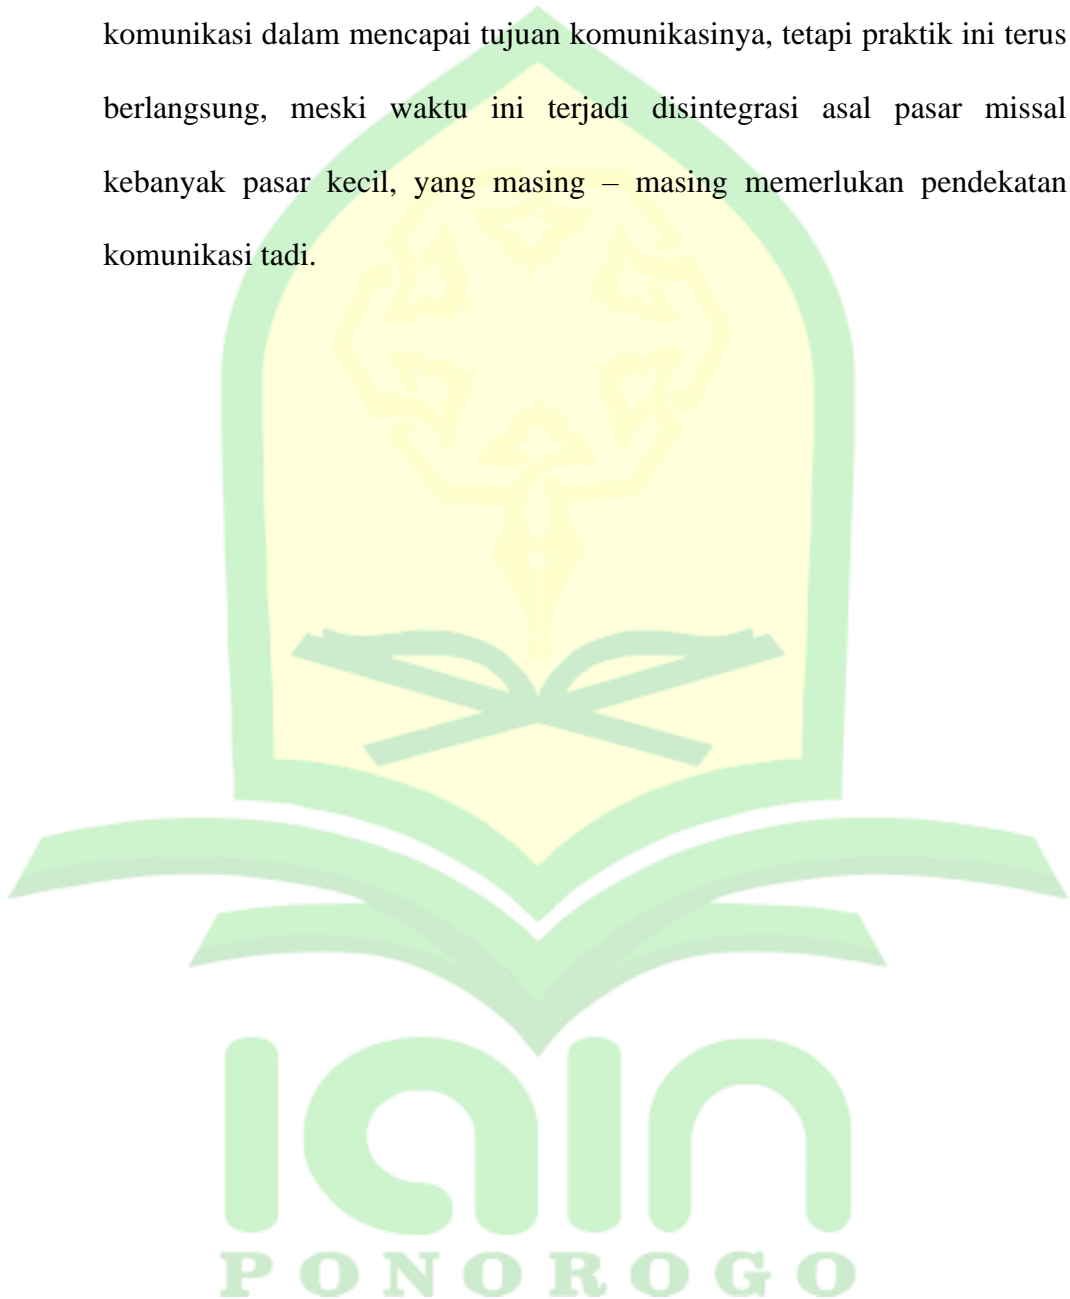 komunikasi dalam mencapai tujuan komunikasinya, tetapi praktik ini terus
berlangsung, meski waktu ini terjadi disintegrasi asal pasar missal
kebanyak pasar kecil, yang masing – masing memerlukan pendekatan
komunikasi tadi.
iain
PONOROGO